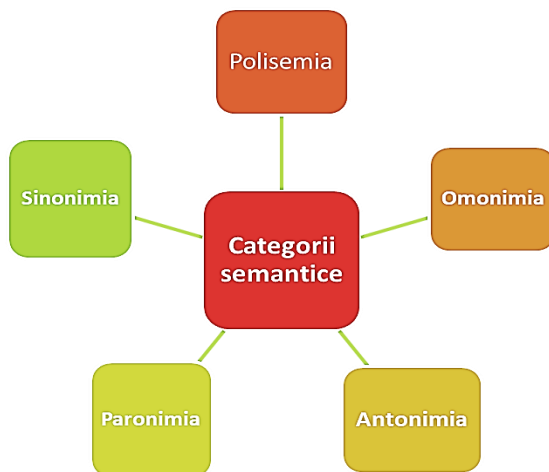 Polisemia
Sinonimia
Omonimia
Categorii
semantice
Paronimia
Antonimia